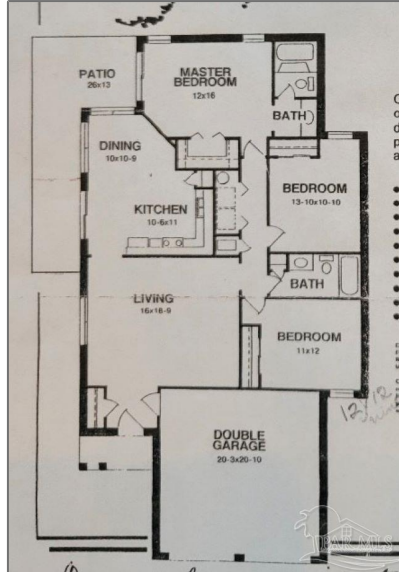 PATIO
26x13
MASTER
BEDROOM
12x16
BATH
DINING
10x10-9
BEDROOM
13-10x10-10
KITCHEN
10-6x11
BATH
LIVING
16x18-9
BEDROOM
11x12
12x12
DOUBLE
GARAGE
20-3x20-10